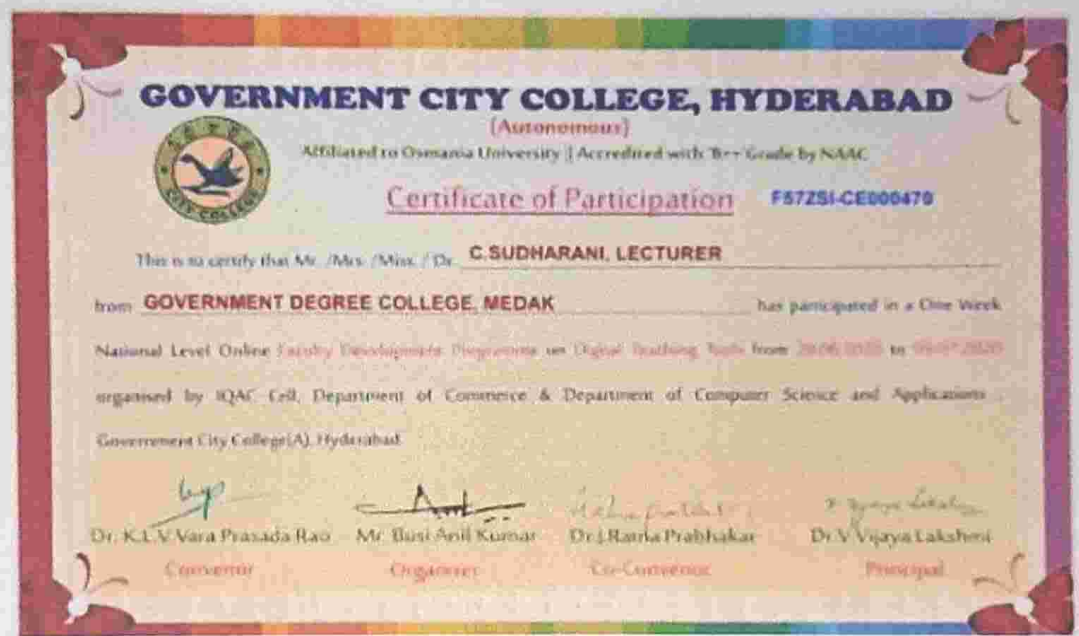 GOVERNMENT CITY COLLEGE, HYDERABAD
(Autonomous)
Affiliated to Osmania University || Accredited with 'B++' Grade by NAAC
CITY COLLEGE
Certificate of Participation F57ZSI-CE000470
This is to certify that Mr. /Mrs. /Miss. / Dr. C.SUDHARANI, LECTURER
from GOVERNMENT DEGREE COLLEGE, MEDAK has participated in a One Week
National Level Online Faculty Development Programme on Digital Teaching Tools from to
organised by IQAC Cell, Department of Commerce & Department of Computer Science and Applications
Government City College(A), Hyderabad.
Dr. K.L.V.Vara Prasada Rao Mr. Busi Anil Kumar Dr.J.Ratna Prabhakar Dr.V.Vijaya Lakshmi
Convenor Organiser Co-Convenor Principal